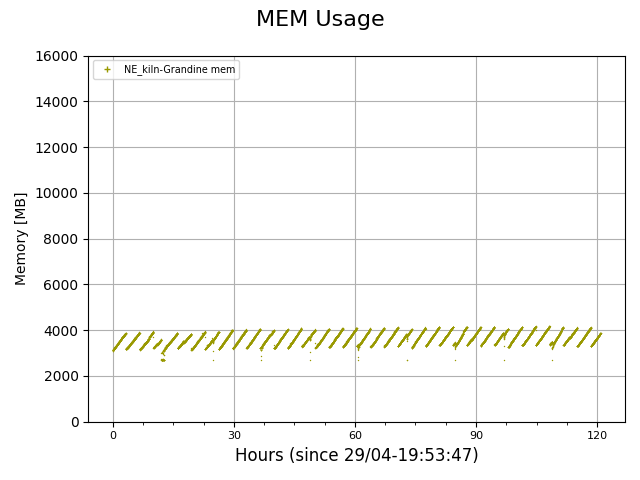 MEM Usage
16000
14000
12000
10000
8000
6000
4000
2000
0
Memory [MB]
NE_kiln-Grandine mem
0 30 60 90 120
Hours (since 29/04-19:53:47)